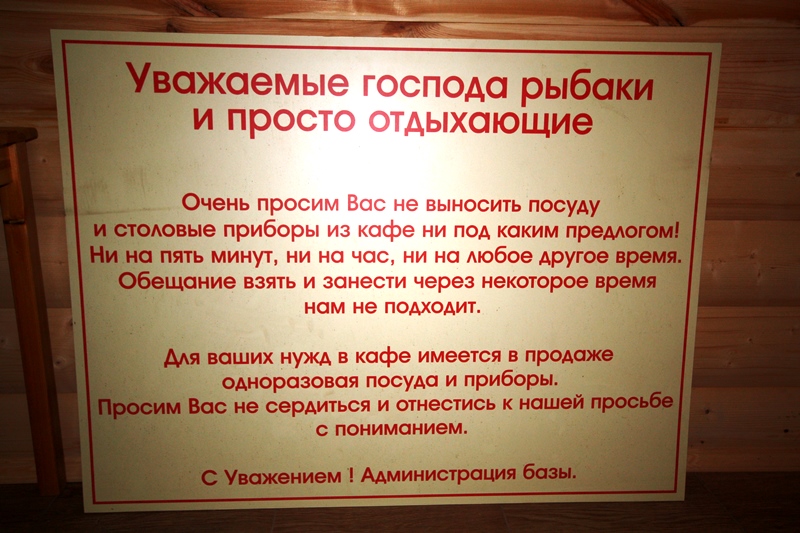 Уважаемые господа рыбаки
и просто отдыхающие
Очень просим Вас не выносить посуду
и столовые приборы из кафе ни под каким предлогом!
Ни на пять минут, ни на час, ни на любое другое время.
Обещание взять и занести через некоторое время
нам не подходит.
Для ваших нужд в кафе имеется в продаже
одноразовая посуда и приборы.
Просим Вас не сердиться и отнестись к нашей просьбе
с пониманием.
С Уважением ! Администрация базы.